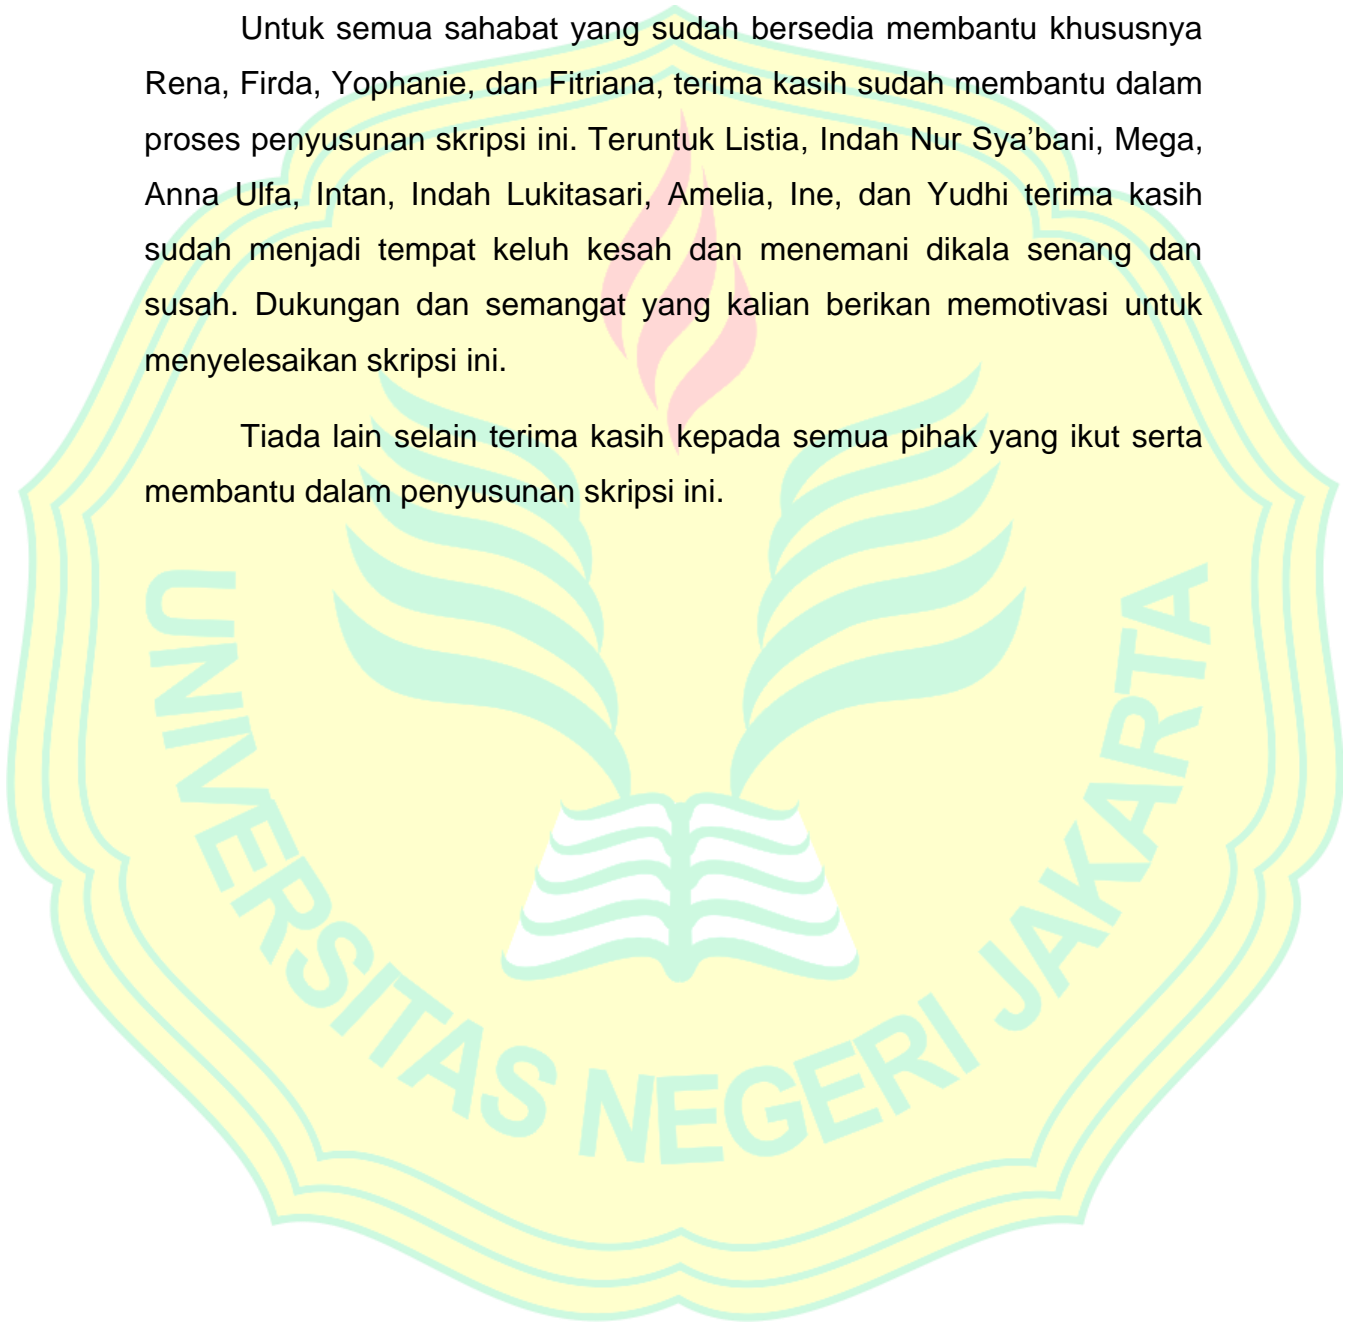 Untuk semua sahabat yang sudah bersedia membantu khususnya
Rena, Firda, Yophanie, dan Fitriana, terima kasih sudah membantu dalam
proses penyusunan skripsi ini. Teruntuk Listia, Indah Nur Sya’bani, Mega,
Anna Ulfa, Intan, Indah Lukitasari, Amelia, Ine, dan Yudhi terima kasih
sudah menjadi tempat keluh kesah dan menemani dikala senang dan
susah. Dukungan dan semangat yang kalian berikan memotivasi untuk
menyelesaikan skripsi ini.
Tiada lain selain terima kasih kepada semua pihak yang ikut serta
membantu dalam penyusunan skripsi ini.
UNIVERSITAS NEGERI JAKARTA